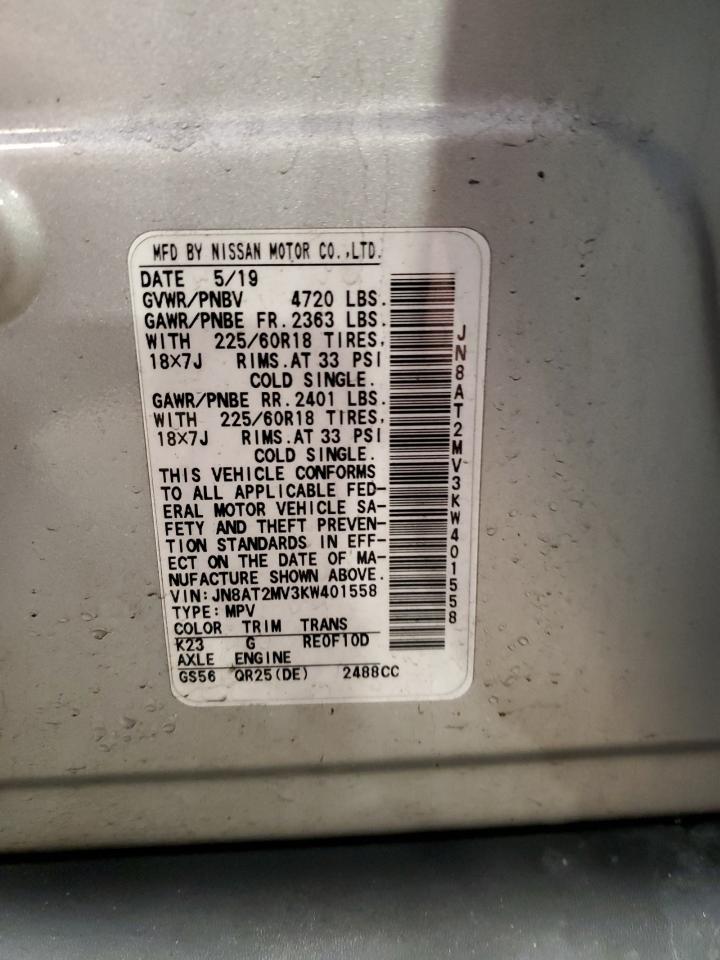 MFD BY NISSAN MOTOR CO.,LTD.
DATE 5/19
GVWR/PNBV 4720 LBS.
GAWR/PNBE FR.2363 LBS.
WITH 225/60R18 TIRES,
18×7J RIMS.AT 33 PSI
COLD SINGLE.
GAWR/PNBE RR.2401 LBS.
WITH 225/60R18 TIRES,
18×7J RIMS.AT 33 PSI
COLD SINGLE.
THIS VEHICLE CONFORMS
TO ALL APPLICABLE FED-
ERAL MOTOR VEHICLE SA-
FETY AND THEFT PREVEN-
TION STANDARDS IN EFF-
ECT ON THE DATE OF MA-
NUFACTURE SHOWN ABOVE.
VIN:JN8AT2MV3KW401558
TYPE:MPV
COLOR TRIM TRANS
K23 G RE0F10D
AXLE ENGINE
GS56 QR25(DE) 2488CC
JN8AT2MV3KW401558